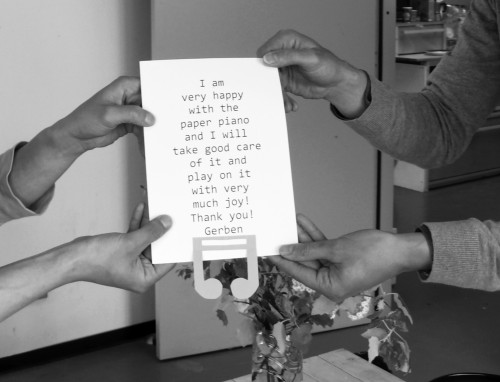 I am
very happy
with the
paper piano
and I will
take good care
of it and
play on it
with very
much joy!
Thank you!
Gerben